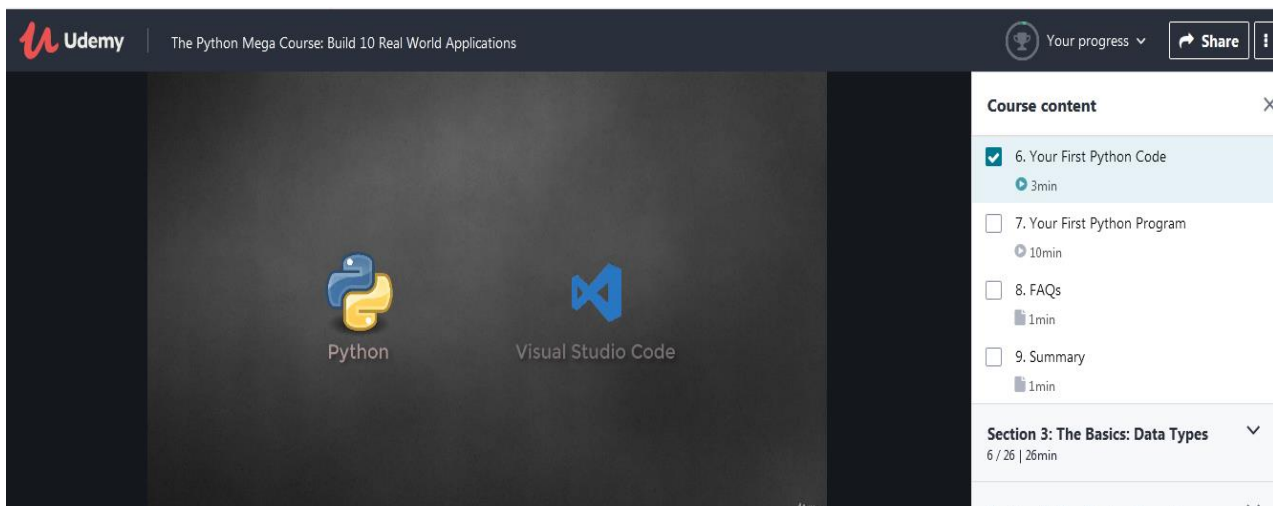 Udemy
The Python Mega Course: Build 10 Real World Applications
Your progress
Share
Python
Visual Studio Code
Course content
6. Your First Python Code
3min
7. Your First Python Program
10min
8. FAQs
1min
9. Summary
1min
Section 3: The Basics: Data Types
6 / 26 | 26min